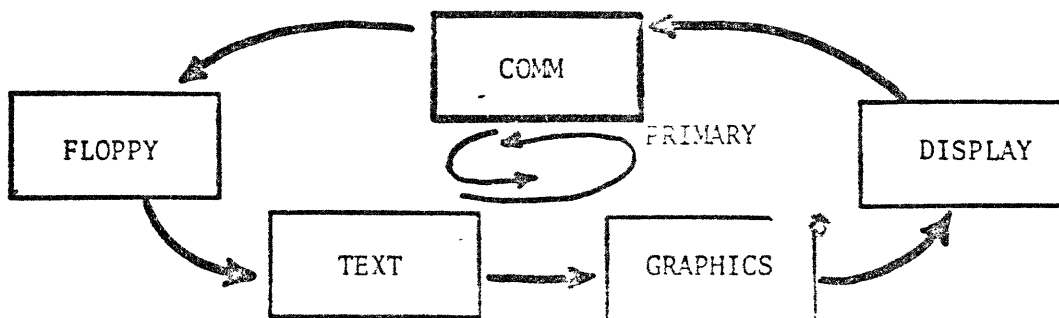 COMM
PRIMARY
FLOPPY
DISPLAY
TEXT
GRAPHICS